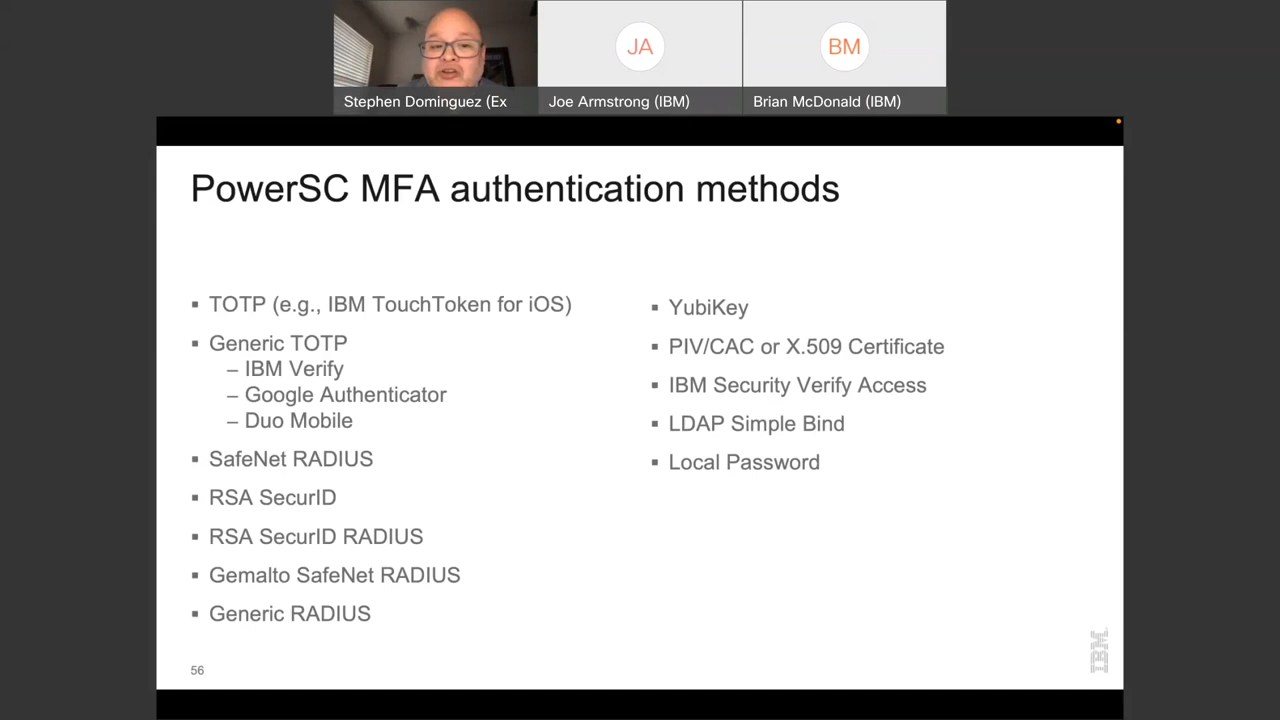 JA
BM
Stephen Dominguez (Ex
Joe Armstrong (IBM)
Brian McDonald (IBM)
PowerSC MFA authentication methods
▪ TOTP (e.g., IBM TouchToken for iOS)
▪ Generic TOTP
– IBM Verify
– Google Authenticator
– Duo Mobile
▪ SafeNet RADIUS
▪ RSA SecurID
▪ RSA SecurID RADIUS
▪ Gemalto SafeNet RADIUS
▪ Generic RADIUS
▪ YubiKey
▪ PIV/CAC or X.509 Certificate
▪ IBM Security Verify Access
▪ LDAP Simple Bind
▪ Local Password
56
IBM